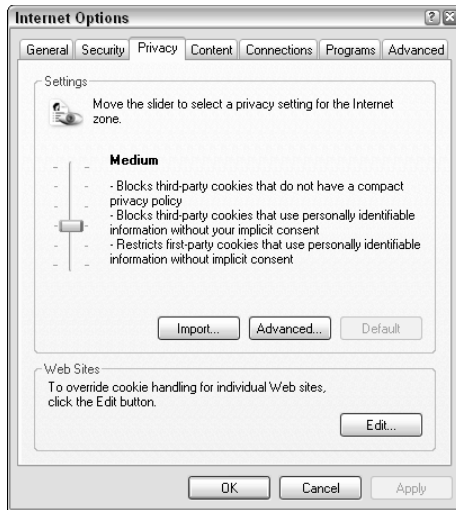 Internet Options
General Security Privacy Content Connections Programs Advanced
Settings
Move the slider to select a privacy setting for the Internet
zone.
Medium
- Blocks third-party cookies that do not have a compact
privacy policy
- Blocks third-party cookies that use personally identifiable
information without your implicit consent
- Restricts first-party cookies that use personally identifiable
information without implicit consent
Import... Advanced... Default
Web Sites
To override cookie handling for individual Web sites,
click the Edit button.
Edit...
OK Cancel Apply